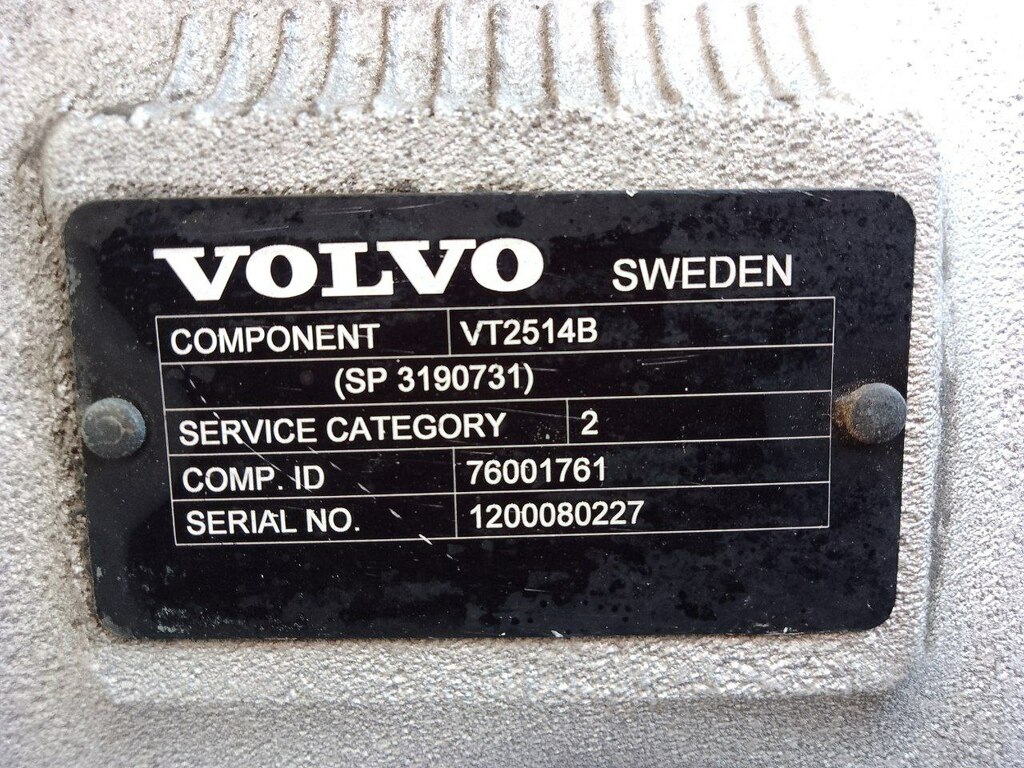 VOLVO SWEDEN
COMPONENT VT2514B
(SP 3190731)
SERVICE CATEGORY 2
COMP. ID 76001761
SERIAL NO. 1200080227